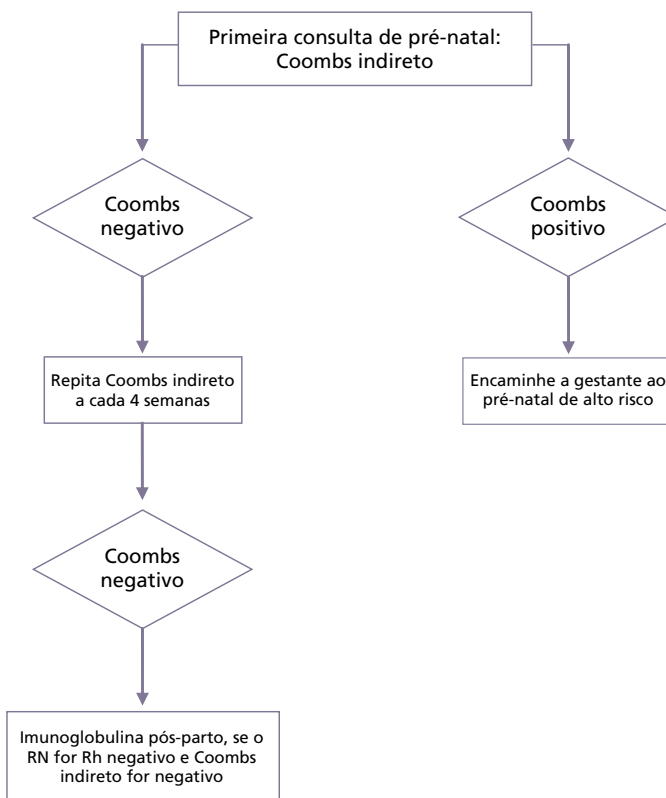 Primeira consulta de pré-natal:
Coombs indireto
Coombs
negativo
Coombs
positivo
Repita Coombs indireto
a cada 4 semanas
Encaminhe a gestante ao
pré-natal de alto risco
Coombs
negativo
Imunoglobulina pós-parto, se o
RN for Rh negativo e Coombs
indireto for negativo